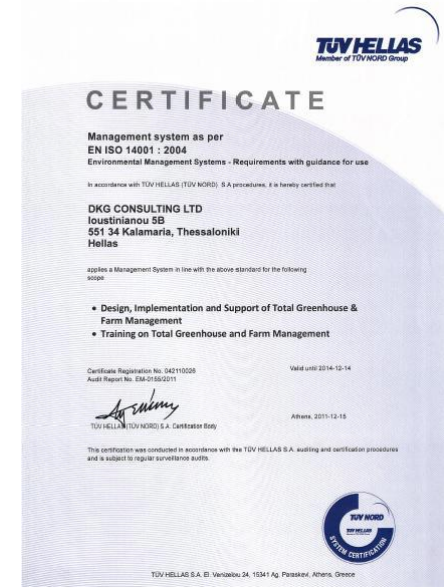 TÜV HELLAS
Member of TÜV NORD Group
CERTIFICATE
Management system as per
EN ISO 14001 : 2004
Environmental Management Systems - Requirements with guidance for use
In accordance with TÜV HELLAS (TÜV NORD) S.A procedures, it is hereby certified that
DKG CONSULTING LTD
Ioustinianou 5B
551 34 Kalamaria, Thessaloniki
Hellas
applies a Management System in line with the above standard for the following
scope
• Design, Implementation and Support of Total Greenhouse &
Farm Management
• Training on Total Greenhouse and Farm Management
Certificate Registration No. 042110026
Valid until 2014-12-14
Audit Report No. EM-0155/2011
TÜV HELLAS (TÜV NORD) S.A. Certification Body
Athens, 2011-12-15
This certification was conducted in accordance with the TÜV HELLAS S.A. auditing and certification procedures
and is subject to regular surveillance audits.
TÜV NORD
TÜV HELLAS
SYSTEM CERTIFICATION
TÜV HELLAS S.A. El. Venizelou 24, 15341 Ag. Paraskevi, Athens, Greece